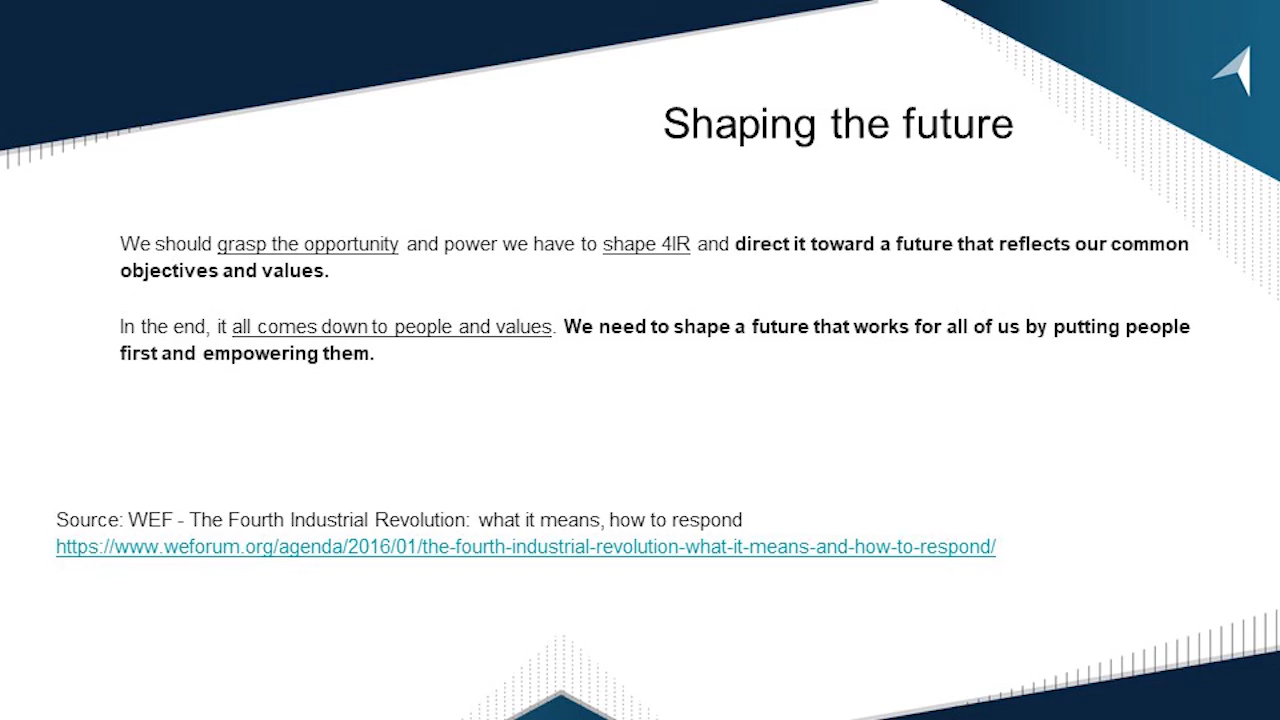 Shaping the future
We should grasp the opportunity and power we have to shape 4IR and direct it toward a future that reflects our common
objectives and values.
In the end, it all comes down to people and values. We need to shape a future that works for all of us by putting people
first and empowering them.
Source: WEF - The Fourth Industrial Revolution: what it means, how to respond
https://www.weforum.org/agenda/2016/01/the-fourth-industrial-revolution-what-it-means-and-how-to-respond/